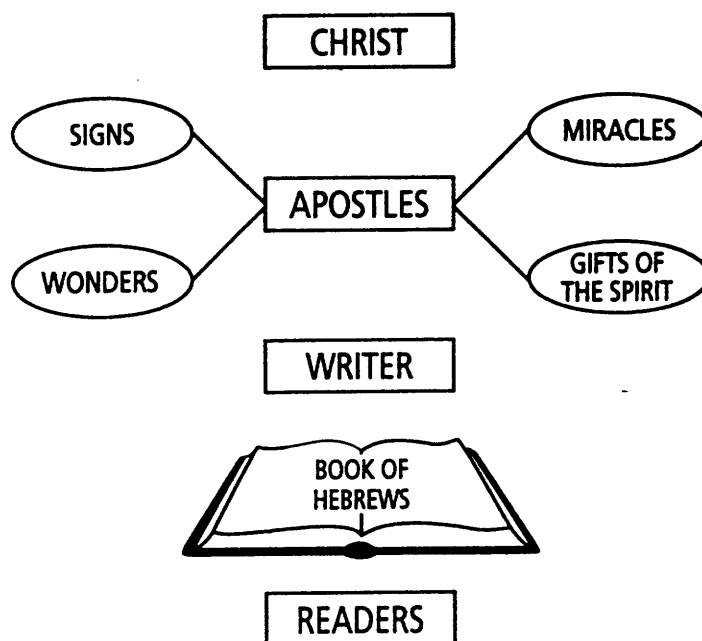 CHRIST
SIGNS
MIRACLES
APOSTLES
WONDERS
GIFTS OF
THE SPIRIT
WRITER
BOOK OF
HEBREWS
READERS